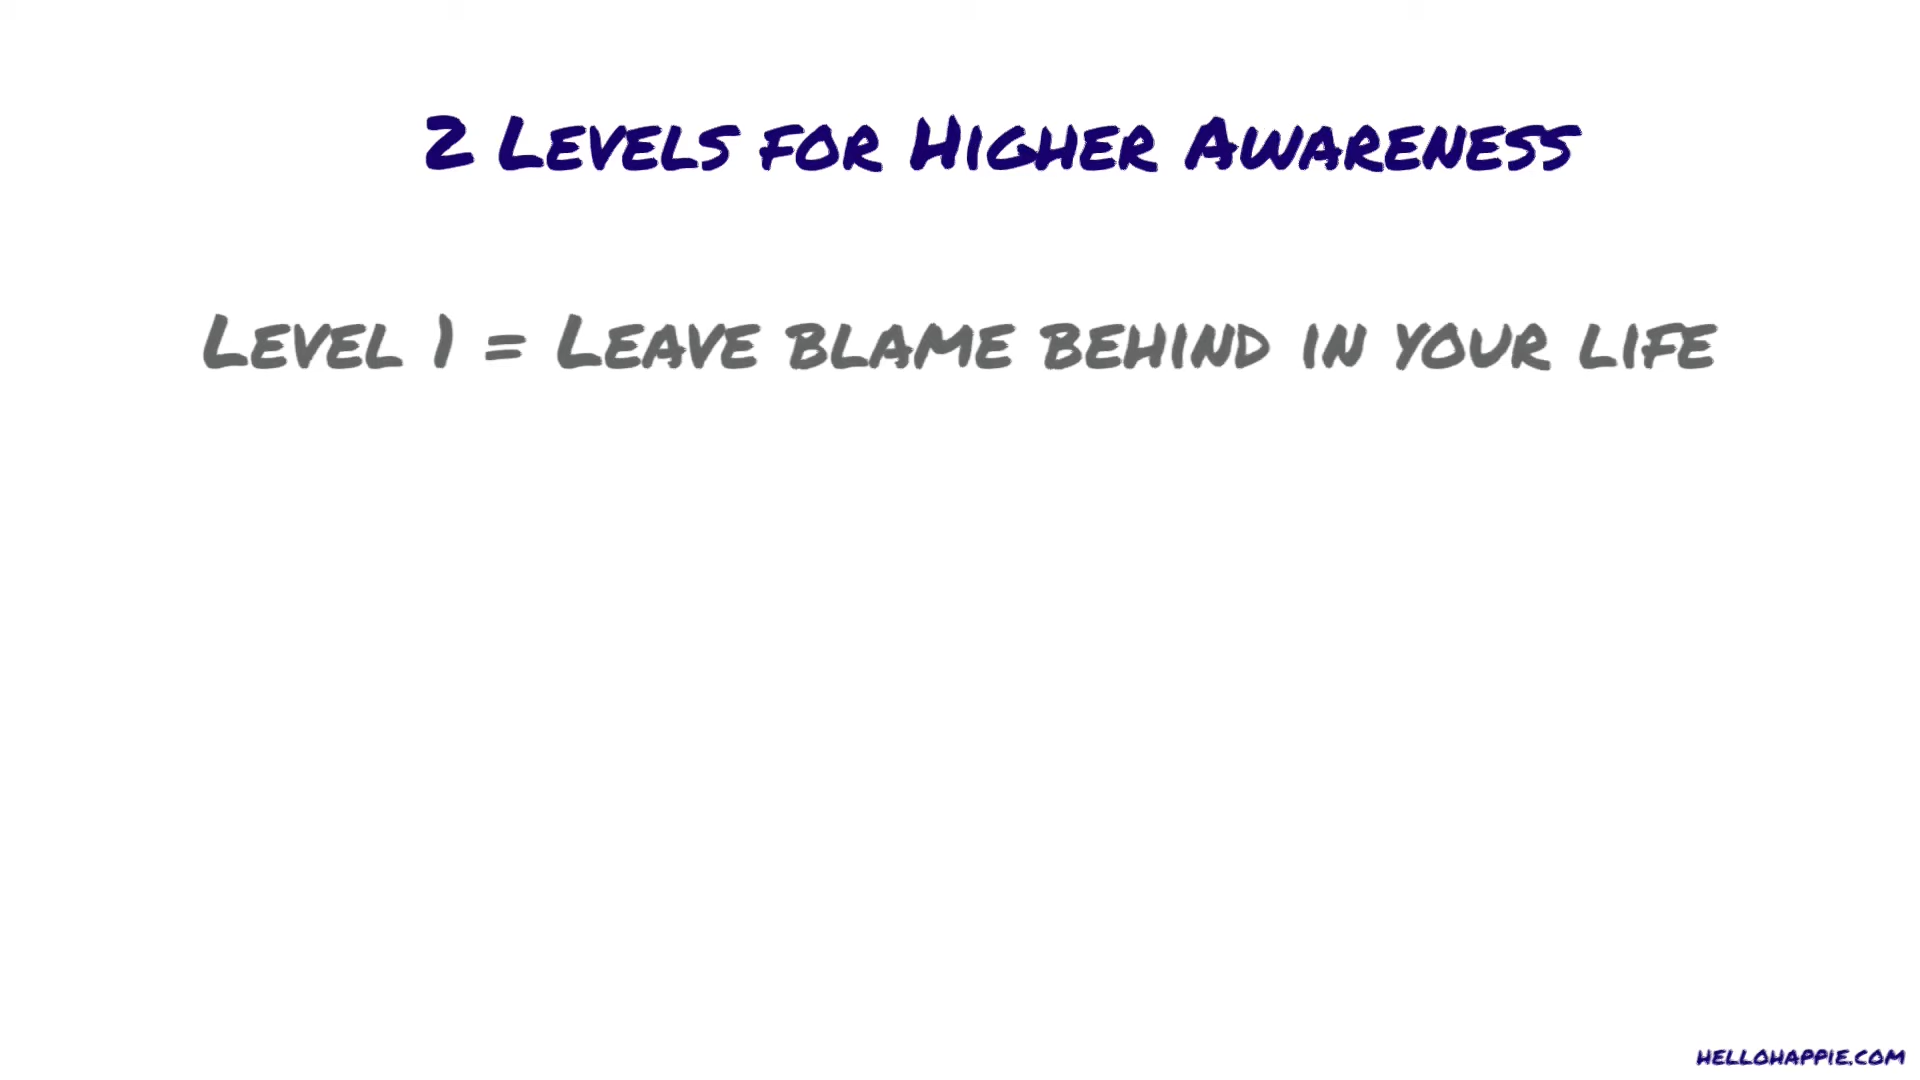 2 Levels for Higher Awareness
Level 1 = Leave blame behind in your life
hellohappie.com